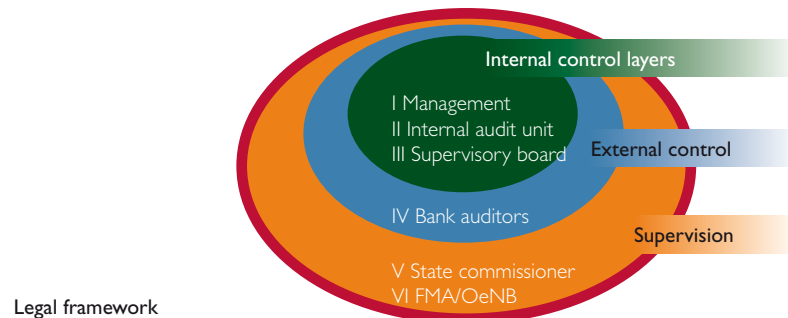 Internal control layers
I Management
II Internal audit unit
III Supervisory board
External control
IV Bank auditors
Supervision
V State commissioner
VI FMA/OeNB
Legal framework